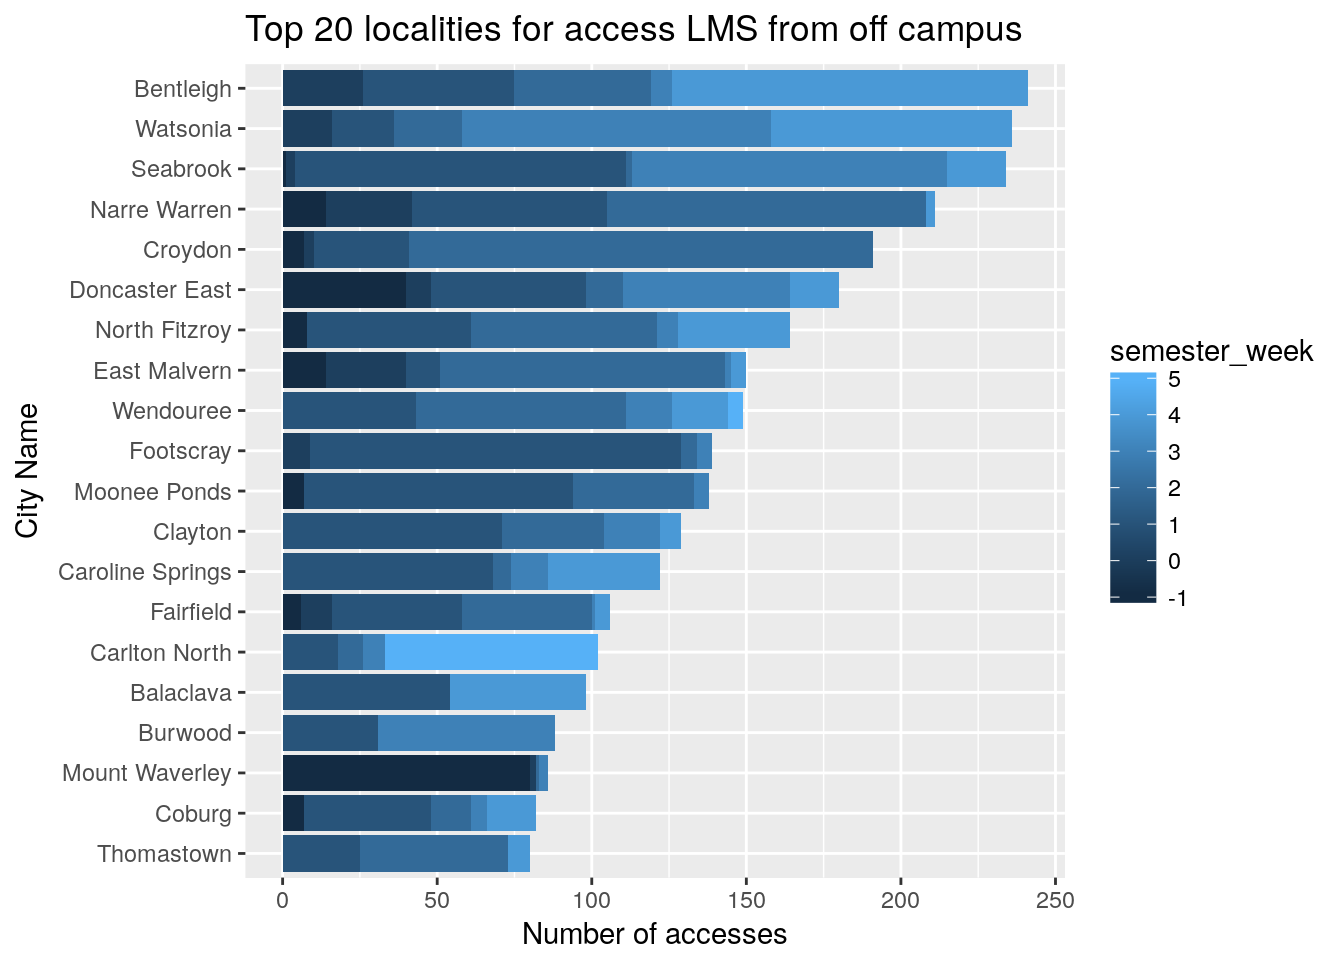 Top 20 localities for access LMS from off campus
Bentleigh
Watsonia
Seabrook
Narre Warren
Croydon
Doncaster East
North Fitzroy
East Malvern
Wendouree
Footscray
Moonee Ponds
Clayton
Caroline Springs
Fairfield
Carlton North
Balaclava
Burwood
Mount Waverley
Coburg
Thomastown
City Name
0 50 100 150 200 250
Number of accesses
semester_week
5
4
3
2
1
0
-1